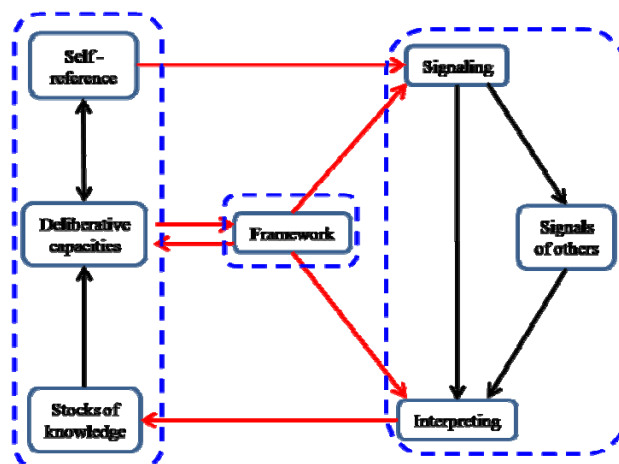 Self -
reference
Signaling
Deliberative
capacities
Framework
Signals
of others
Stocks of
knowledge
Interpreting